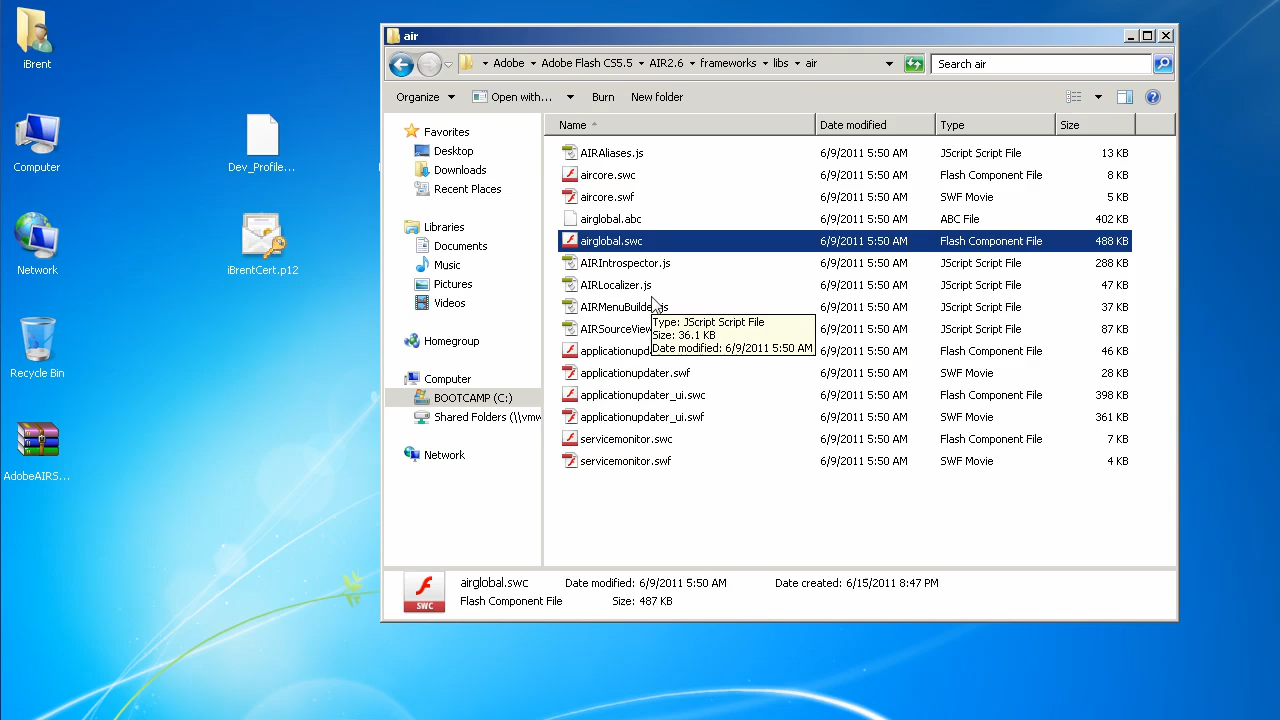 iBrent
Computer
Network
Recycle Bin
AdobeAIRS...
Dev_Profile...
iBrentCert.p12
air
Adobe Adobe Flash CS5.5 AIR2.6 frameworks libs air
Search air
Organize Open with... Burn New folder
Favorites
Desktop
Downloads
Recent Places
Libraries
Documents
Music
Pictures
Videos
Homegroup
Computer
BOOTCAMP (C:)
Shared Folders (\\vmw
Network
Name Date modified Type Size
AIRAliases.js 6/9/2011 5:50 AM JScript Script File 13 KB
aircore.swc 6/9/2011 5:50 AM Flash Component File 8 KB
aircore.swf 6/9/2011 5:50 AM SWF Movie 5 KB
airglobal.abc 6/9/2011 5:50 AM ABC File 402 KB
airglobal.swc 6/9/2011 5:50 AM Flash Component File 488 KB
AIRIntrospector.js 6/9/2011 5:50 AM JScript Script File 288 KB
AIRLocalizer.js 6/9/2011 5:50 AM JScript Script File 47 KB
AIRMenuBuilder.js 6/9/2011 5:50 AM JScript Script File 37 KB
AIRSourceView 6/9/2011 5:50 AM JScript Script File 87 KB
applicationupd 6/9/2011 5:50 AM Flash Component File 46 KB
applicationupdater.swf 6/9/2011 5:50 AM SWF Movie 28 KB
applicationupdater_ui.swc 6/9/2011 5:50 AM Flash Component File KB
applicationupdater_ui.swf 6/9/2011 5:50 AM SWF Movie 361 KB
servicemonitor.swc 6/9/2011 5:50 AM Flash Component File 7 KB
servicemonitor.swf 6/9/2011 5:50 AM SWF Movie 4 KB
Type: JScript Script File
Size: 36.1 KB
Date modified: 6/9/2011 5:50 AM
airglobal.swc Date modified: 6/9/2011 5:50 AM Date created: 6/15/2011 8:47 PM
Flash Component File Size: 487 KB
SWC